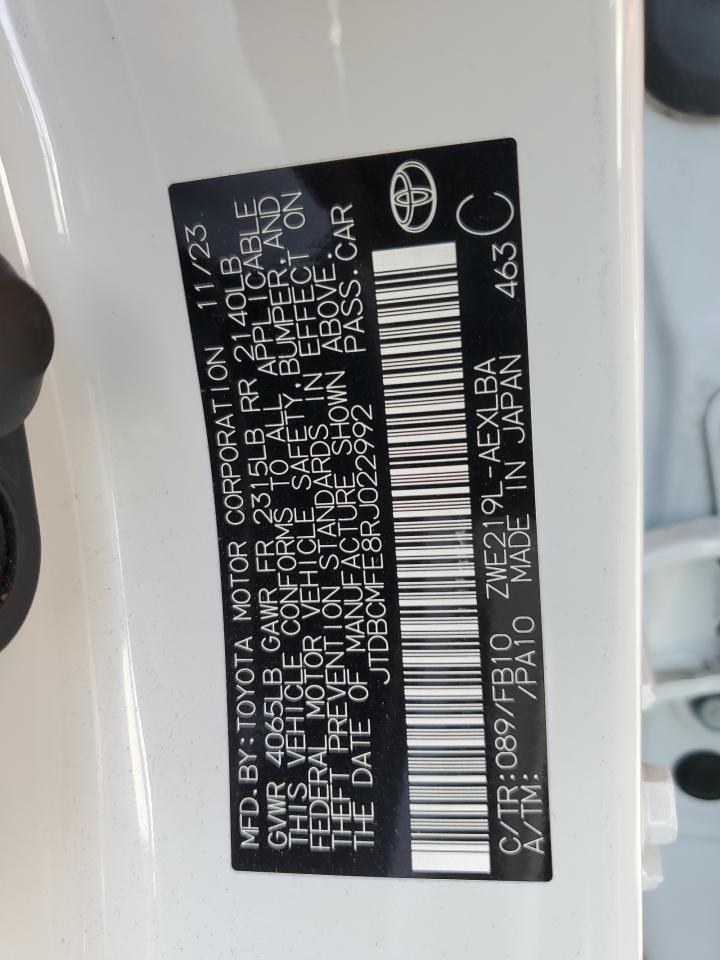 MFD. BY: TOYOTA MOTOR CORPORATION 11/23
GVWR 4065LB GAWR FR 2315LB RR 2140LB
THIS VEHICLE CONFORMS TO ALL APPLICABLE
FEDERAL MOTOR VEHICLE SAFETY, BUMPER, AND
THEFT PREVENTION STANDARDS IN EFFECT ON
THE DATE OF MANUFACTURE SHOWN ABOVE.
JTDBCMFE8RJ022992 PASS. CAR
C/TR: 089/FB10 ZWE219L-AEXLBA
A/TM: /PA10 MADE IN JAPAN 463 C